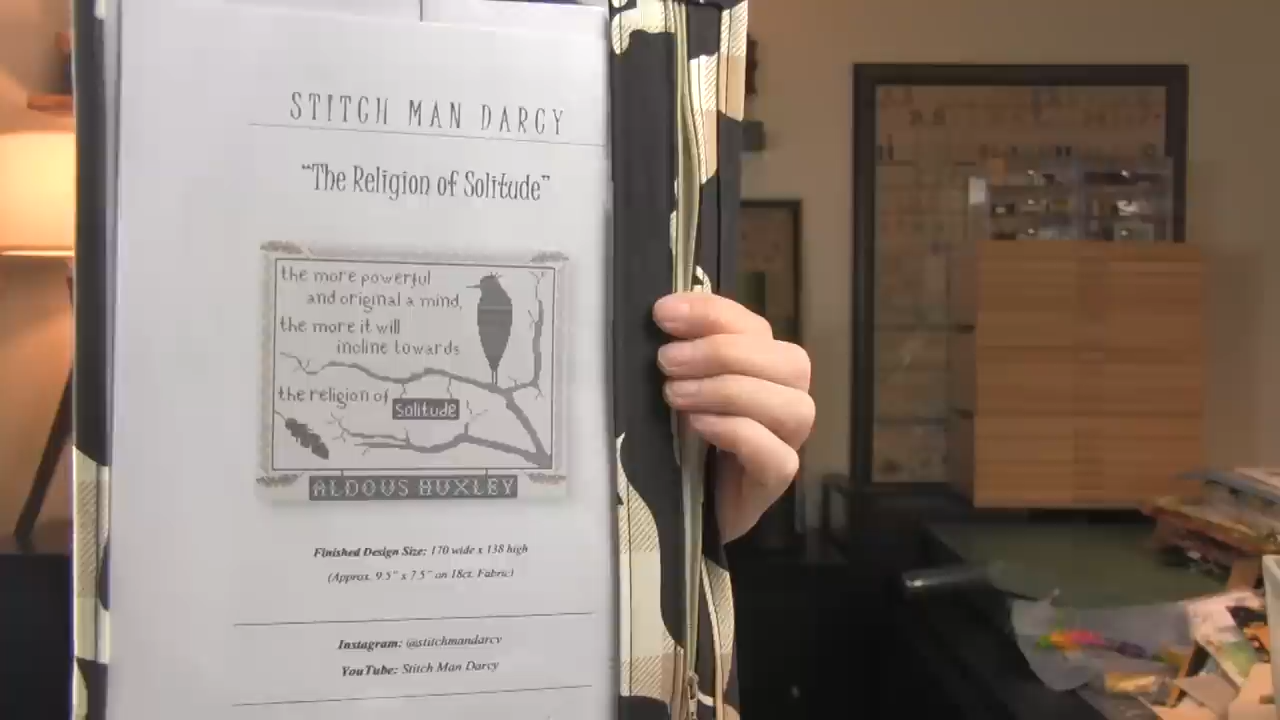 STITCH MAN DARCY
“The Religion of Solitude”
the more powerful
and original a mind,
the more it will
incline towards
the religion of
solitude
ALDOUS HUXLEY
Finished Design Size: 170 wide x 138 high
(Approx. 9.5" x 7.5" on 18ct. Fabric)
Instagram: @stitchmandarcy
YouTube: Stitch Man Darcy